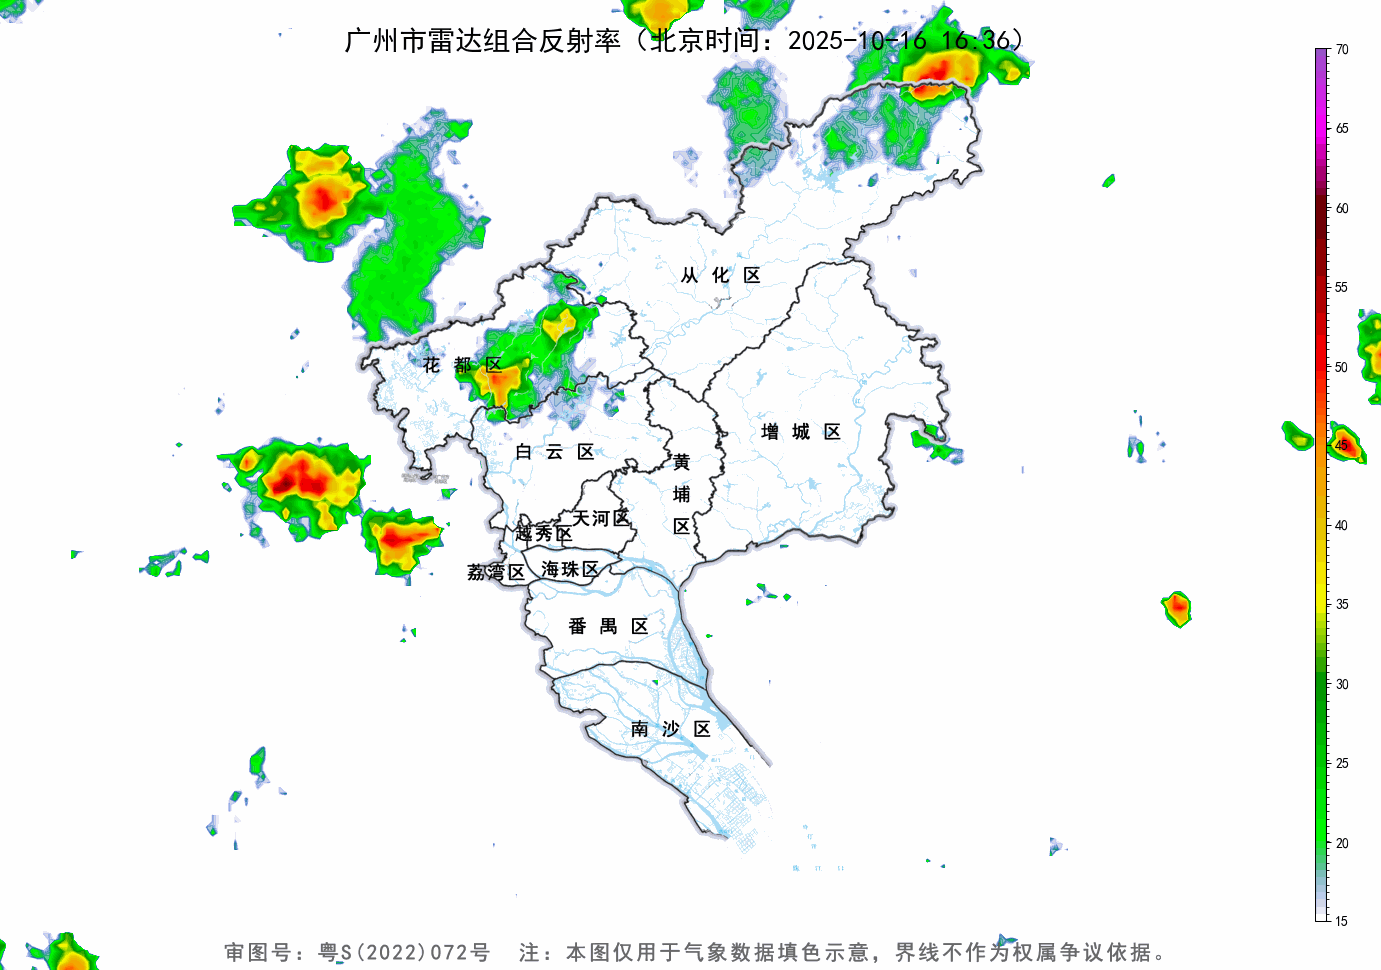 广州市雷达组合反射率（北京时间：2025-10-16 16:36）
70
65
60
55
50
45
40
35
30
25
20
15
从化区
花都区
增城区
白云区
黄埔区
天河区
越秀区
海珠区
荔湾区
番禺区
南沙区
审图号：粤S(2022)072号 注：本图仅用于气象数据填色示意，界线不作为权属争议依据。